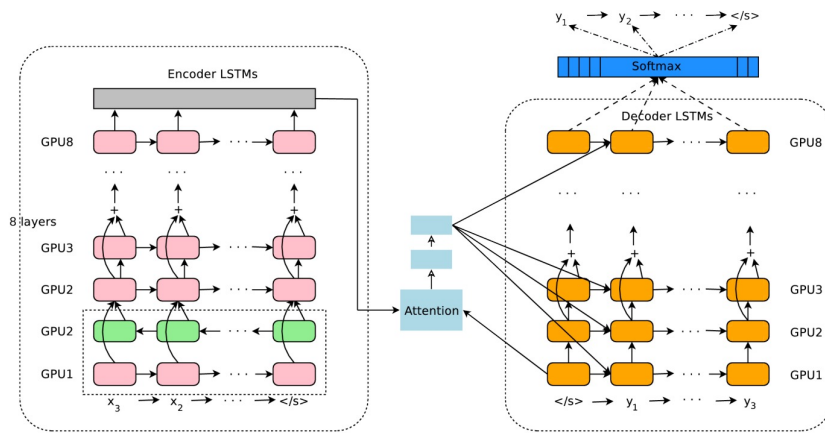 y1 y2 · · · </s>
Softmax
Encoder LSTMs
Decoder LSTMs
GPU8 · · ·
· · · GPU8
· · · · · ·
· · · · · ·
+ + +
8 layers
GPU3 · · ·
+ + +
GPU2 · · ·
· · · GPU3
Attention
GPU2 · · ·
· · · GPU2
GPU1 · · ·
· · · GPU1
x3 x2 · · · </s>
</s> y1 · · · y3